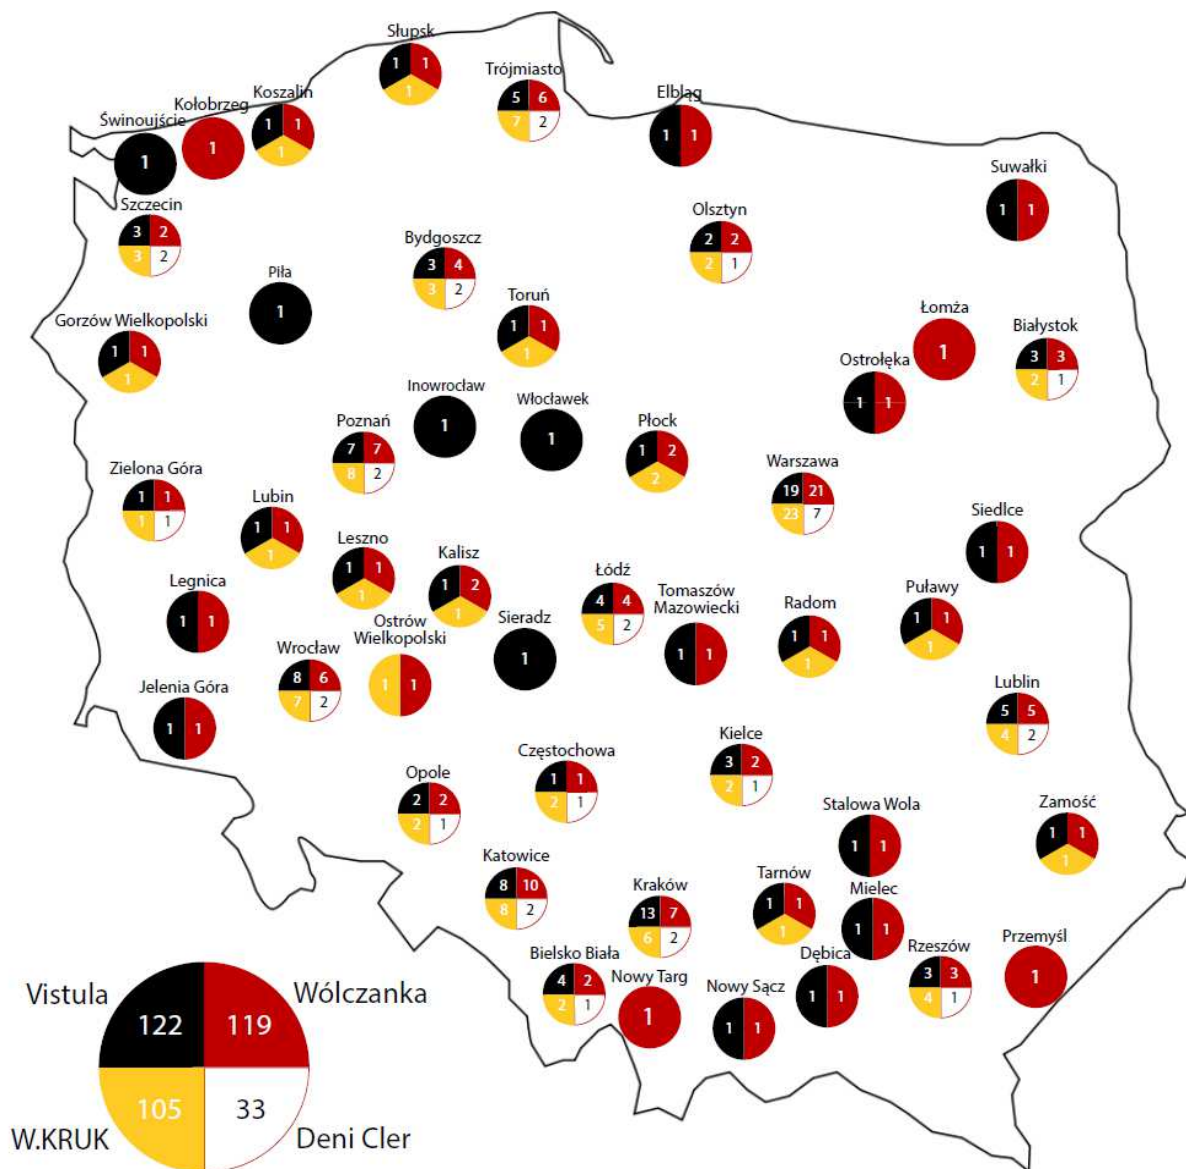 Słupsk
1 1
1
Trójmiasto
5 6
7 2
Elbląg
1 1
Koszalin
1 1
1
Kołobrzeg
1
Świnoujście
1
Suwałki
1 1
Szczecin
3 2
3 2
Olsztyn
2 2
2 1
Bydgoszcz
3 4
3 2
Piła
1
Toruń
1 1
1
Gorzów Wielkopolski
1 1
1
Łomża
1
Białystok
3 3
2 1
Ostrołęka
1 1
Inowrocław
1
Włocławek
1
Poznań
7 7
8 2
Płock
1 2
2
Warszawa
19 21
23 7
Zielona Góra
1 1
1 1
Lubin
1 1
1
Siedlce
1 1
Leszno
1 1
1
Kalisz
1 2
1
Łódź
4 4
5 2
Tomaszów
Mazowiecki
1 1
Radom
1 1
1
Puławy
1 1
1
Legnica
1 1
Ostrów
Wielkopolski
1 1
Sieradz
1
Wrocław
8 6
7 2
Jelenia Góra
1 1
Lublin
5 5
4 2
Kielce
3 2
2 1
Częstochowa
1 1
2 1
Opole
2 2
2 1
Stalowa Wola
1 1
Zamość
1 1
1
Katowice
8 10
8 2
Kraków
13 7
6 2
Tarnów
1 1
1
Mielec
1 1
Bielsko Biała
4 2
2 1
Nowy Targ
1
Nowy Sącz
1 1
Dębica
1 1
Rzeszów
3 3
4 1
Przemyśl
1
Vistula
122
Wólczanka
119
W.KRUK
105
Deni Cler
33